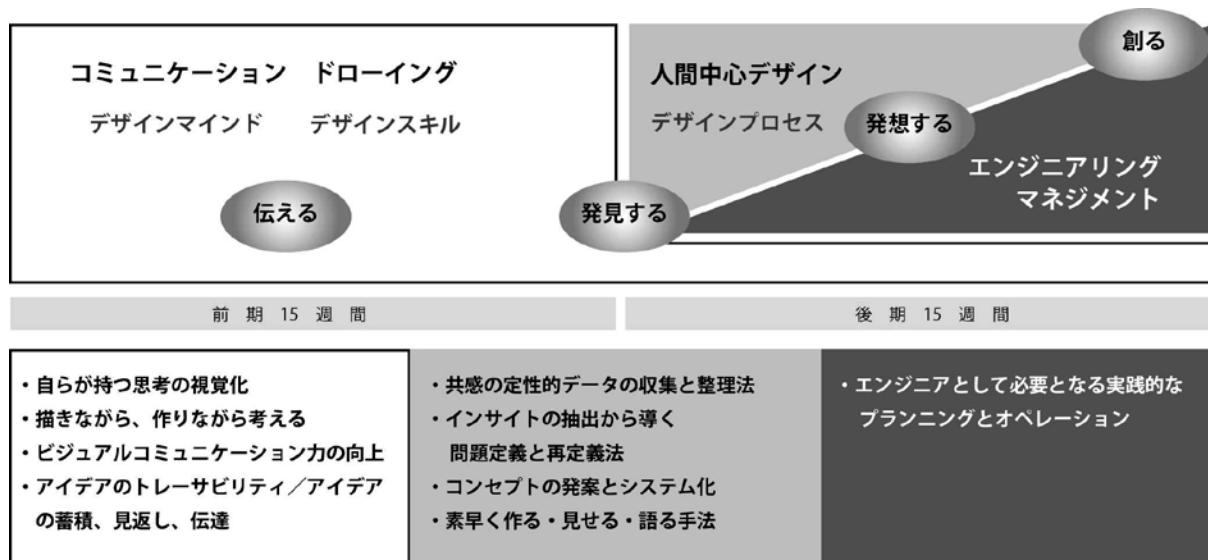 コミュニケーション ドローイング
デザインマインド デザインスキル
伝える
発見する
人間中心デザイン
デザインプロセス
発想する
創る
エンジニアリング
マネジメント
前期15週間
後期15週間
・自らが持つ思考の視覚化
・描きながら、作りながら考える
・ビジュアルコミュニケーション力の向上
・アイデアのトレーサビリティ／アイデア
の蓄積、見返し、伝達
・共感の定性的データの収集と整理法
・インサイトの抽出から導く
問題定義と再定義法
・コンセプトの発案とシステム化
・素早く作る・見せる・語る手法
・エンジニアとして必要となる実践的な
プランニングとオペレーション